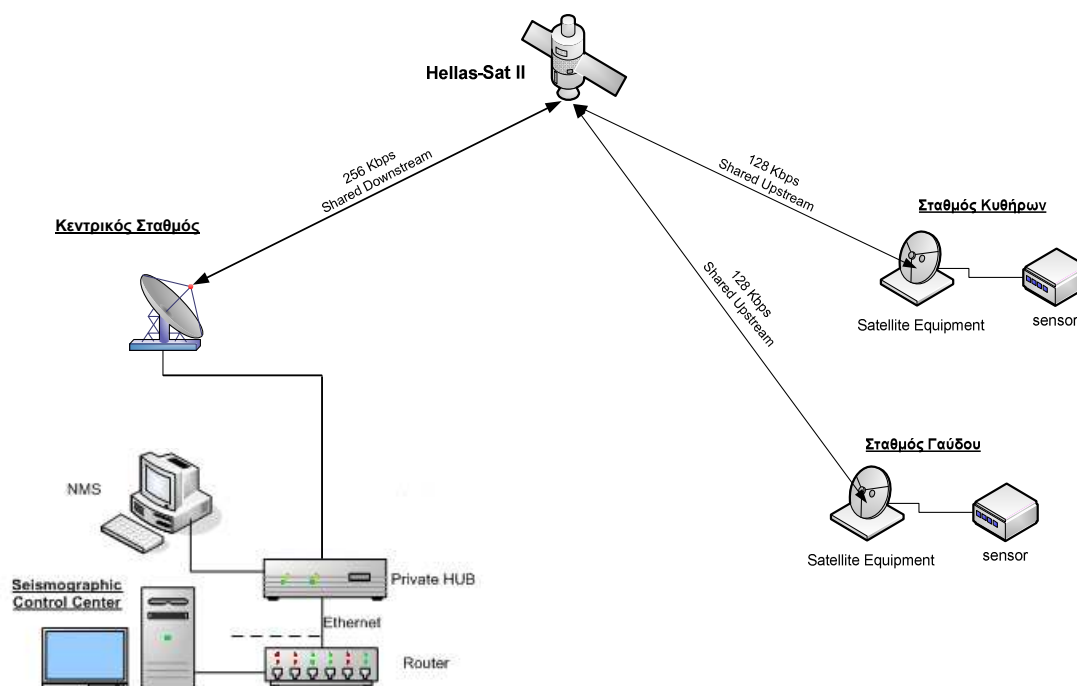 Hellas-Sat II
256 Kbps
Shared Downstream
128 Kbps
Shared Upstream
Σταθμός Κυθήρων
Κεντρικός Σταθμός
128 Kbps
Shared Upstream
Satellite Equipment
sensor
Σταθμός Γαύδου
NMS
Satellite Equipment
sensor
Private HUB
Seismographic
Control Center
Ethernet
Router